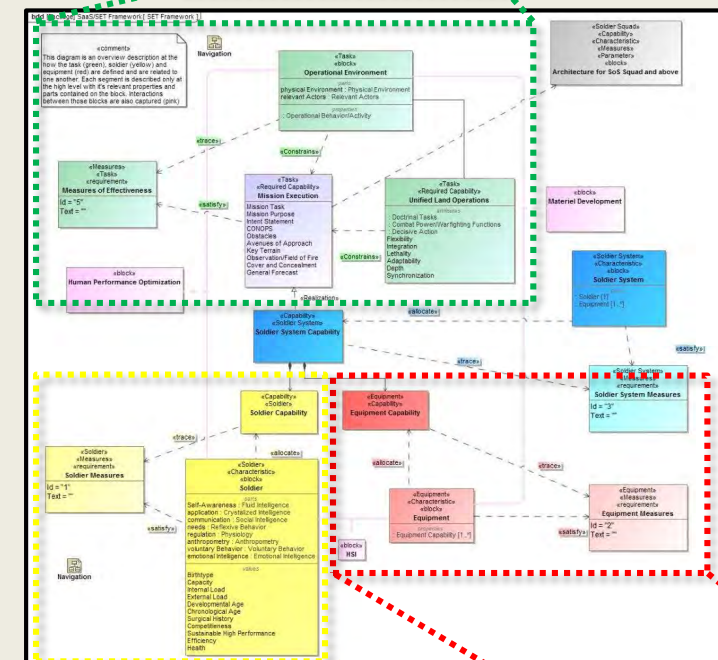 bdd Package SaaS/SET Framework [ SET Framework ]
«comment»
This diagram is an overview description at the
how the task (green), soldier (yellow) and
equipment (red) are defined and are related to
one another. Each segment is described only at
the high level with it's relevant properties and
parts contained on the block. Interactions
between those blocks are also captured (pink)
Navigation
«Task»
«block»
Operational Environment
parts
physical Environment : Physical Environment
relevant Actors : Relevant Actors
properties
: Operational Behavior/Activity
«Soldier Squad»
«Capability»
«Characteristic»
«Measures»
«Parameter»
«block»
Architecture for SoS Squad and above
«trace»
«Constrains»
«Measures»
«Task»
«requirement»
Measures of Effectiveness
Id = "5"
Text = ""
«satisfy»
«Task»
«Required Capability»
Mission Execution
Mission Task
Mission Purpose
Intent Statement
CONOPS
Obstacles
Avenues of Approach
Key Terrain
Observation/Field of Fire
Cover and Concealment
General Forecast
«Task»
«Required Capability»
Unified Land Operations
attributes
: Doctrinal Tasks
: Combat Power/Warfighting Functions
: Decisive Action
Flexibility
Integration
Lethality
Adaptability
Depth
Synchronization
«Constrains»
«block»
Materiel Development
«block»
Human Performance Optimization
«Realization»
«Soldier System»
«Characteristic»
«block»
Soldier System
: Soldier [1]
: Equipment [1..*]
«Capability»
«Soldier System»
Soldier System Capability
«allocate»
«trace»
«satisfy»
«Soldier System»
«Measures»
«requirement»
Soldier System Measures
Id = "3"
Text = ""
«Capability»
«Soldier»
Soldier Capability
«Equipment»
«Capability»
Equipment Capability
«trace»
«allocate»
«Soldier»
«Measures»
«requirement»
Soldier Measures
Id = "1"
Text = ""
«satisfy»
«Soldier»
«Characteristic»
«block»
Soldier
parts
Self-Awareness : Fluid Intelligence
application : Crystalized Intelligence
communication : Social Intelligence
needs : Reflexive Behavior
regulation : Physiology
anthropometry : Anthropometry
voluntary Behavior : Voluntary Behavior
emotional Intelligence : Emotional Intelligence
values
Birthtype
Capacity
Internal Load
External Load
Developmental Age
Chronological Age
Surgical History
Competitiveness
Sustainable High Performance
Efficiency
Health
Navigation
«allocate»
«trace»
«Equipment»
«Characteristic»
«block»
Equipment
properties
: Equipment Capability [1..*]
«satisfy»
«Equipment»
«Measures»
«requirement»
Equipment Measures
Id = "2"
Text = ""
«block»
HSI